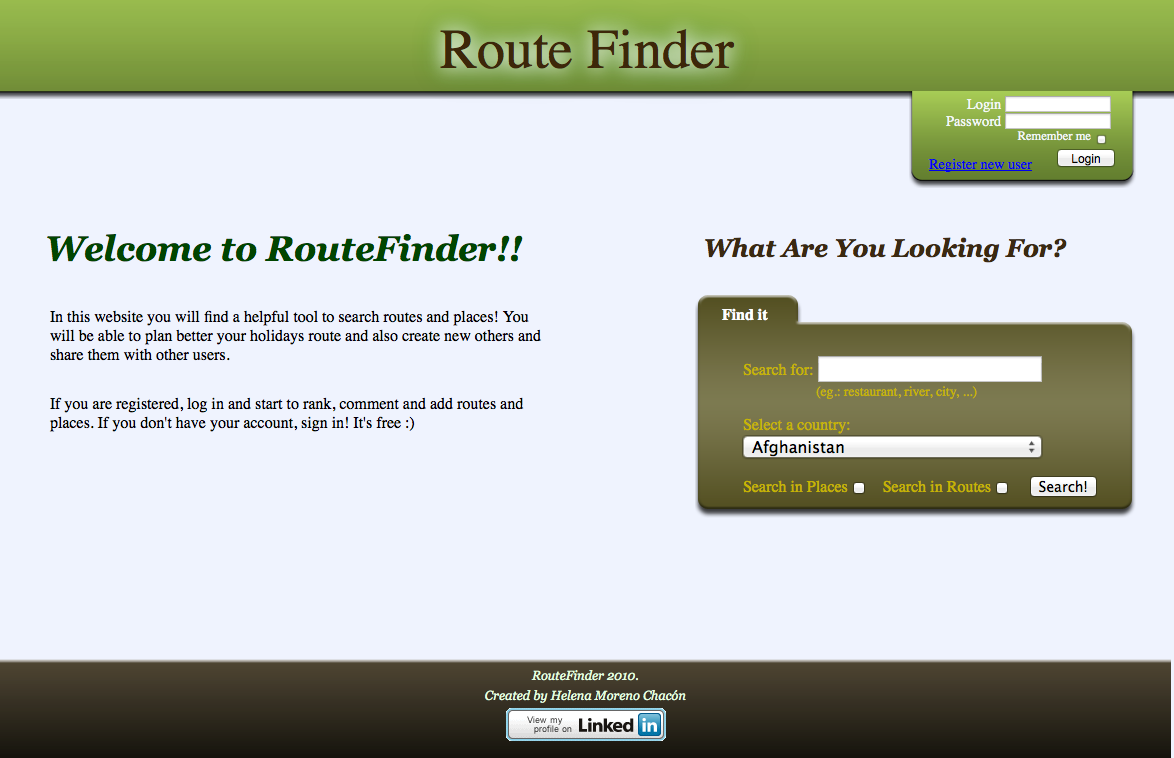 Route Finder
Login
Password
Remember me
Register new user
Login
Welcome to RouteFinder!!
In this website you will find a helpful tool to search routes and places! You
will be able to plan better your holidays route and also create new others and
share them with other users.
If you are registered, log in and start to rank, comment and add routes and
places. If you don't have your account, sign in! It's free :)
What Are You Looking For?
Find it
Search for:
(eg.: restaurant, river, city, ...)
Select a country:
Afghanistan
Search in Places
Search in Routes
Search!
RouteFinder 2010.
Created by Helena Moreno Chacón
View my
profile on
Linked in